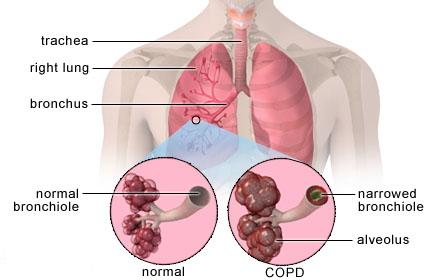 trachea
right lung
bronchus
normal
bronchiole
narrowed
bronchiole
alveolus
normal
COPD